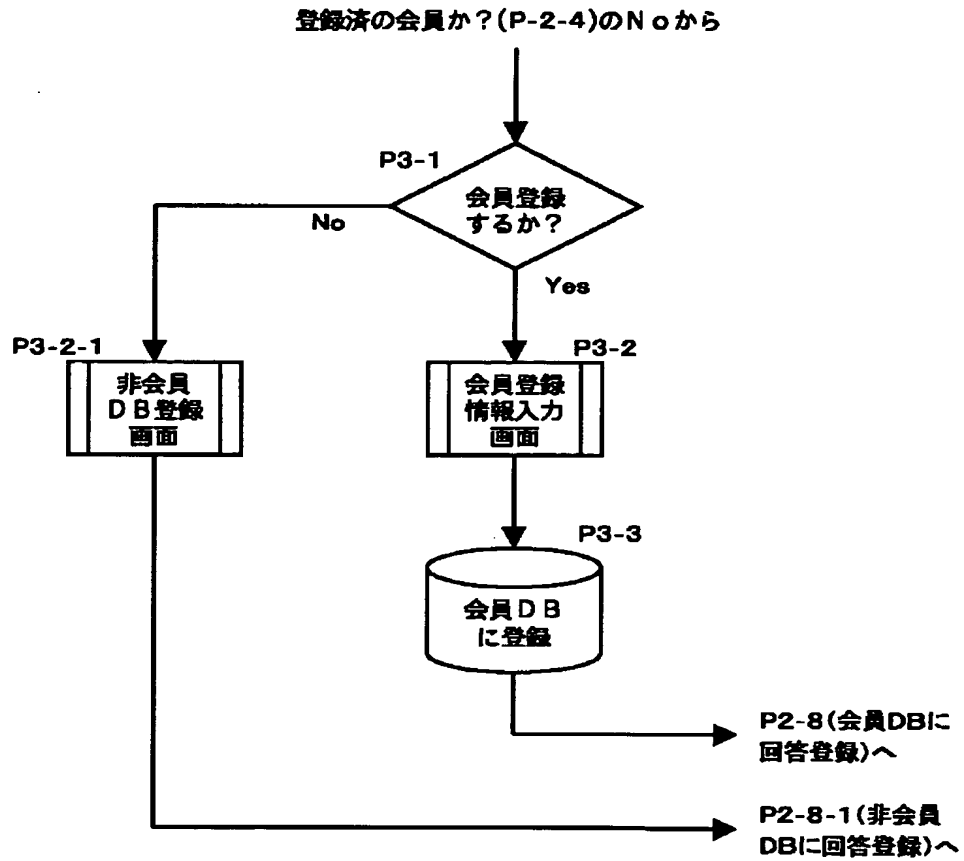 登録済の会員か？(P-2-4)のNoから
P3-1
会員登録
するか？
No
Yes
P3-2-1
非会員
DB登録
画面
P3-2
会員登録
情報入力
画面
P3-3
会員DB
に登録
P2-8(会員DBに
回答登録)へ
P2-8-1(非会員
DBに回答登録)へ